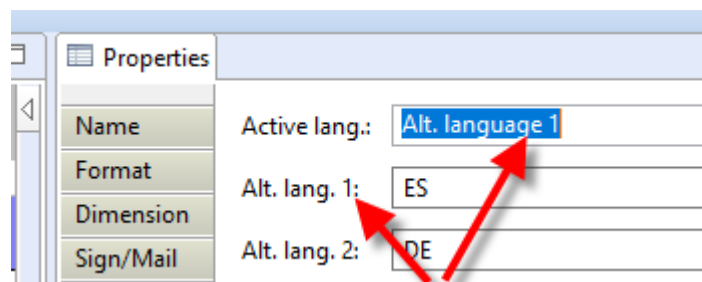 Properties
Name
Active lang.: Alt. language 1
Format
Alt. lang. 1: ES
Dimension
Sign/Mail
Alt. lang. 2: DE